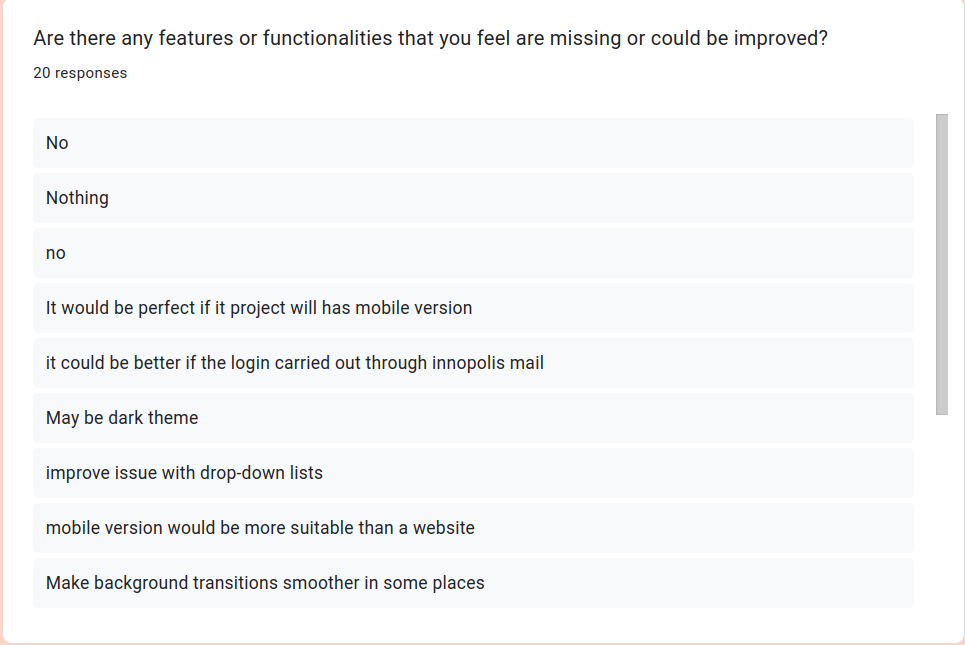 Are there any features or functionalities that you feel are missing or could be improved?
20 responses
No
Nothing
no
It would be perfect if it project will has mobile version
it could be better if the login carried out through innopolis mail
May be dark theme
improve issue with drop-down lists
mobile version would be more suitable than a website
Make background transitions smoother in some places